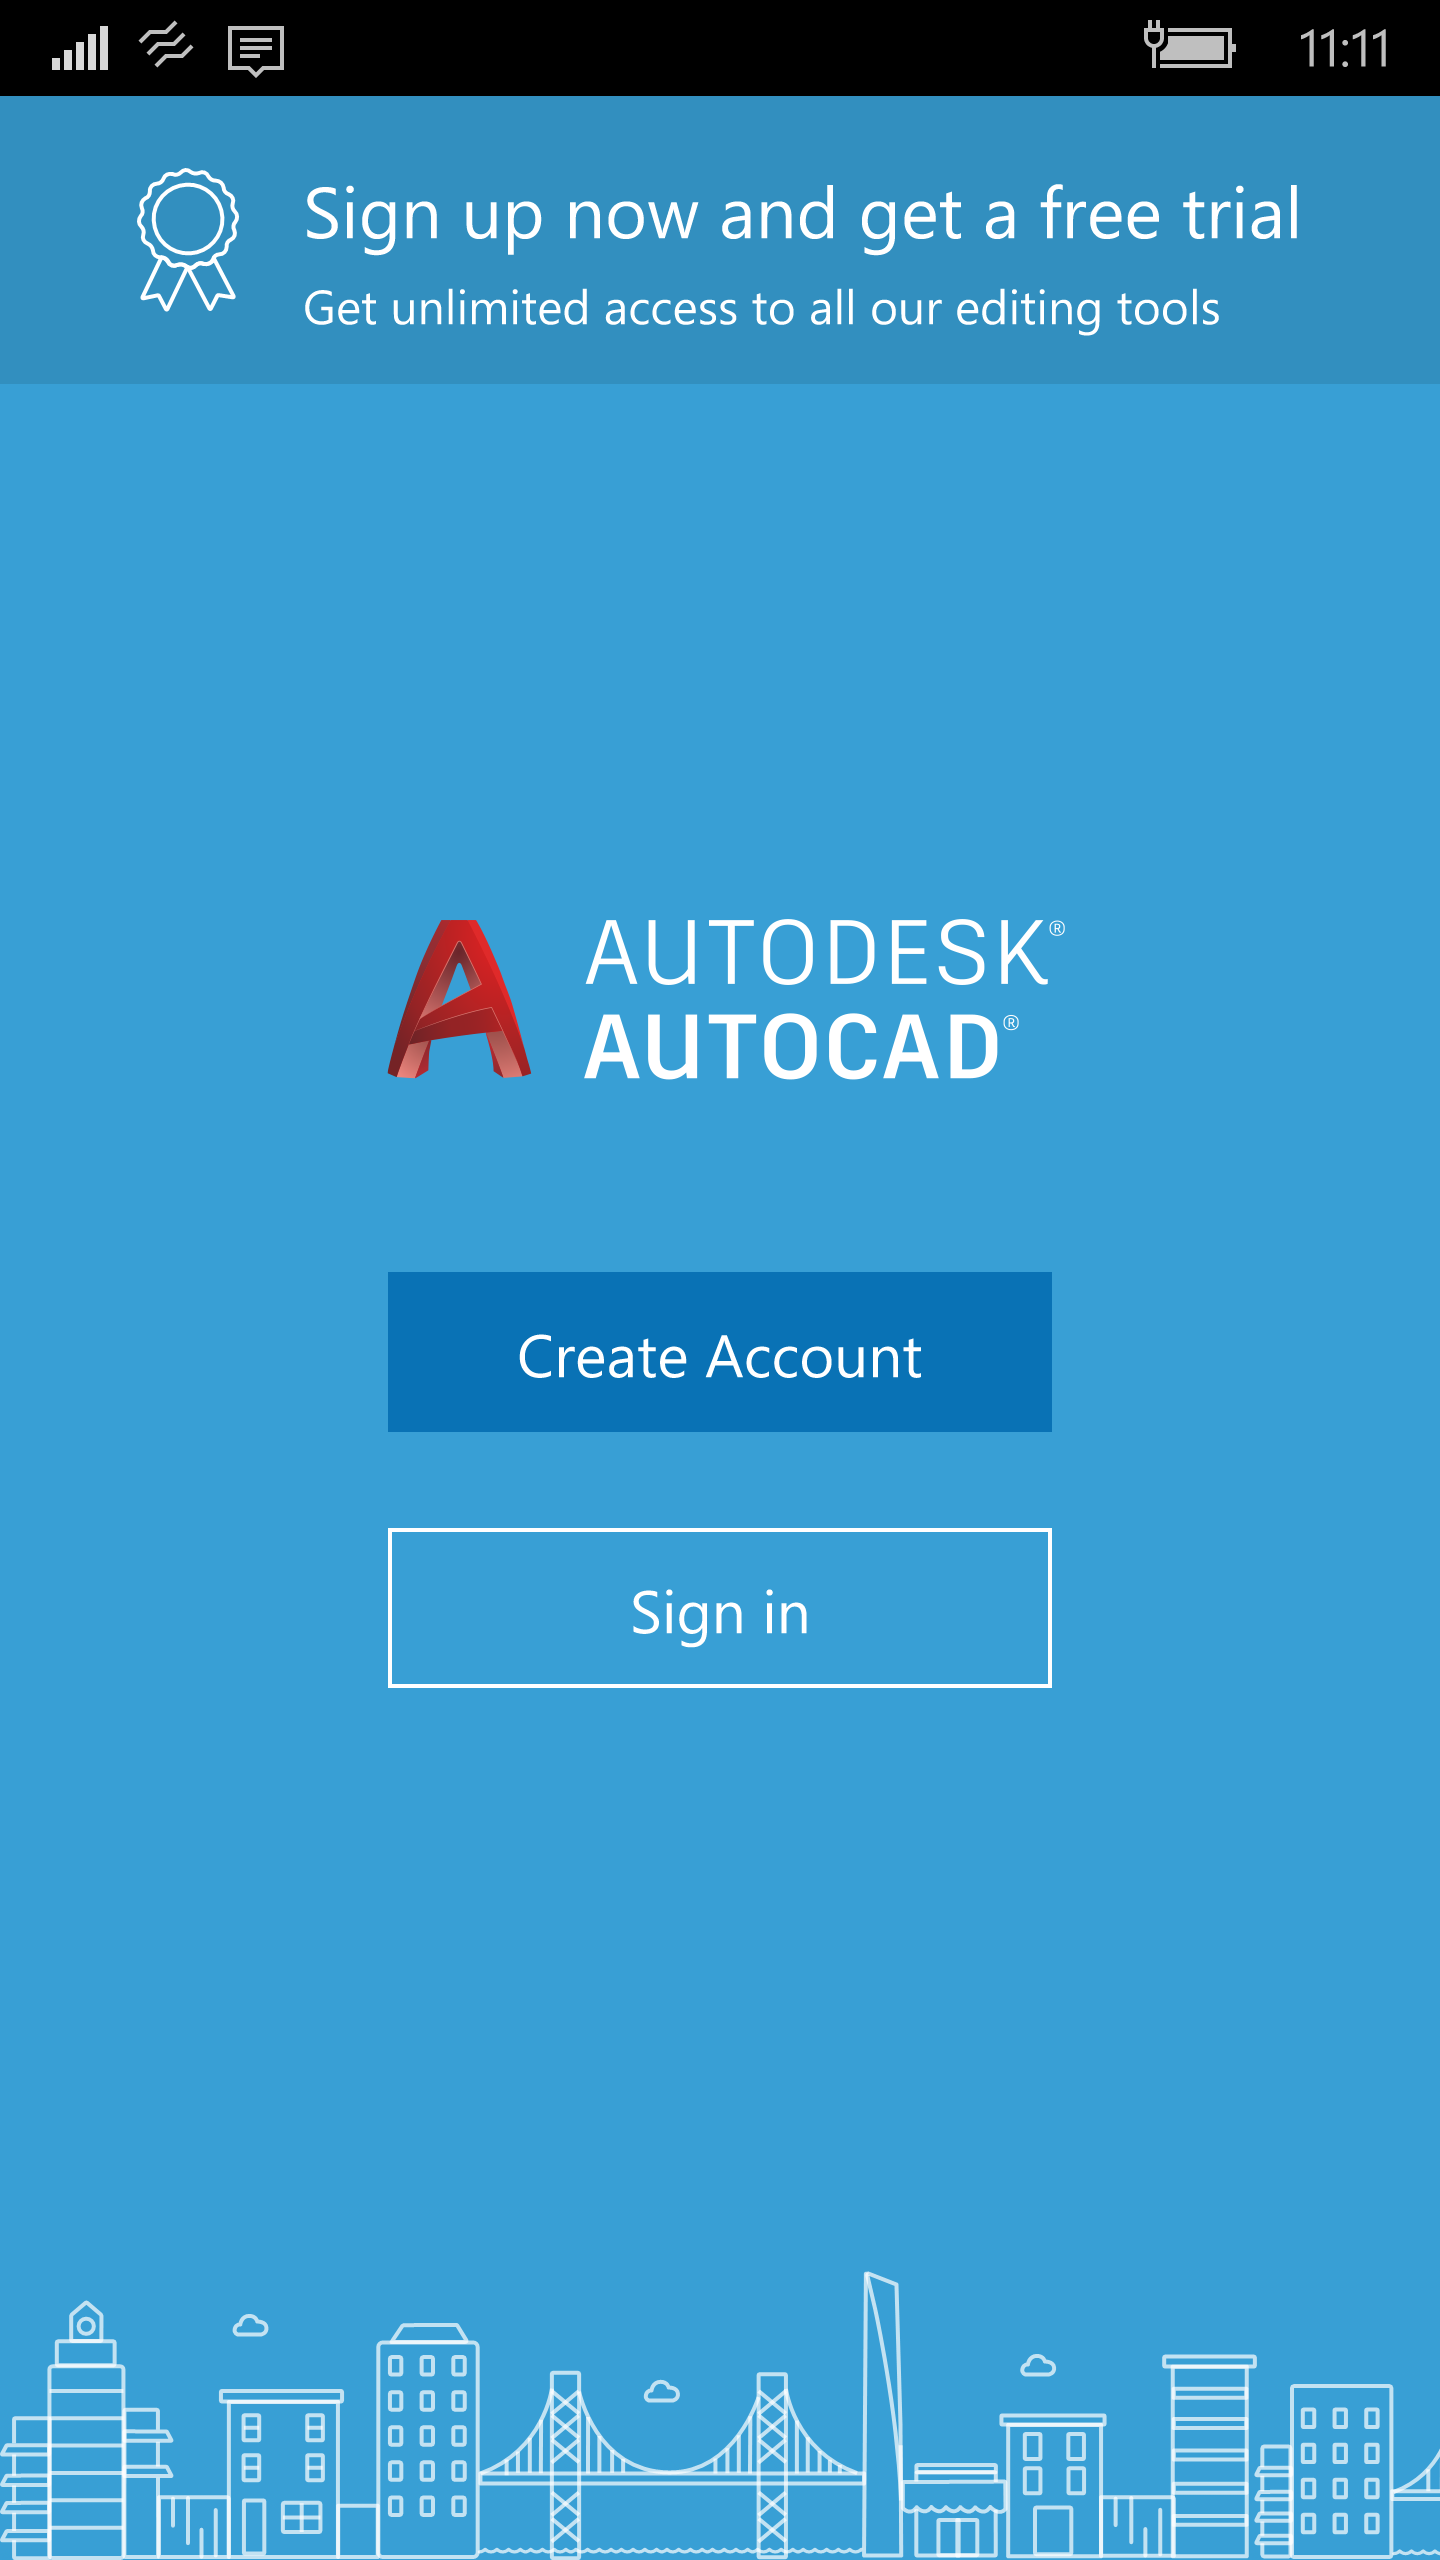 11:11
Sign up now and get a free trial
Get unlimited access to all our editing tools
AUTODESK®
AUTOCAD®
Create Account
Sign in